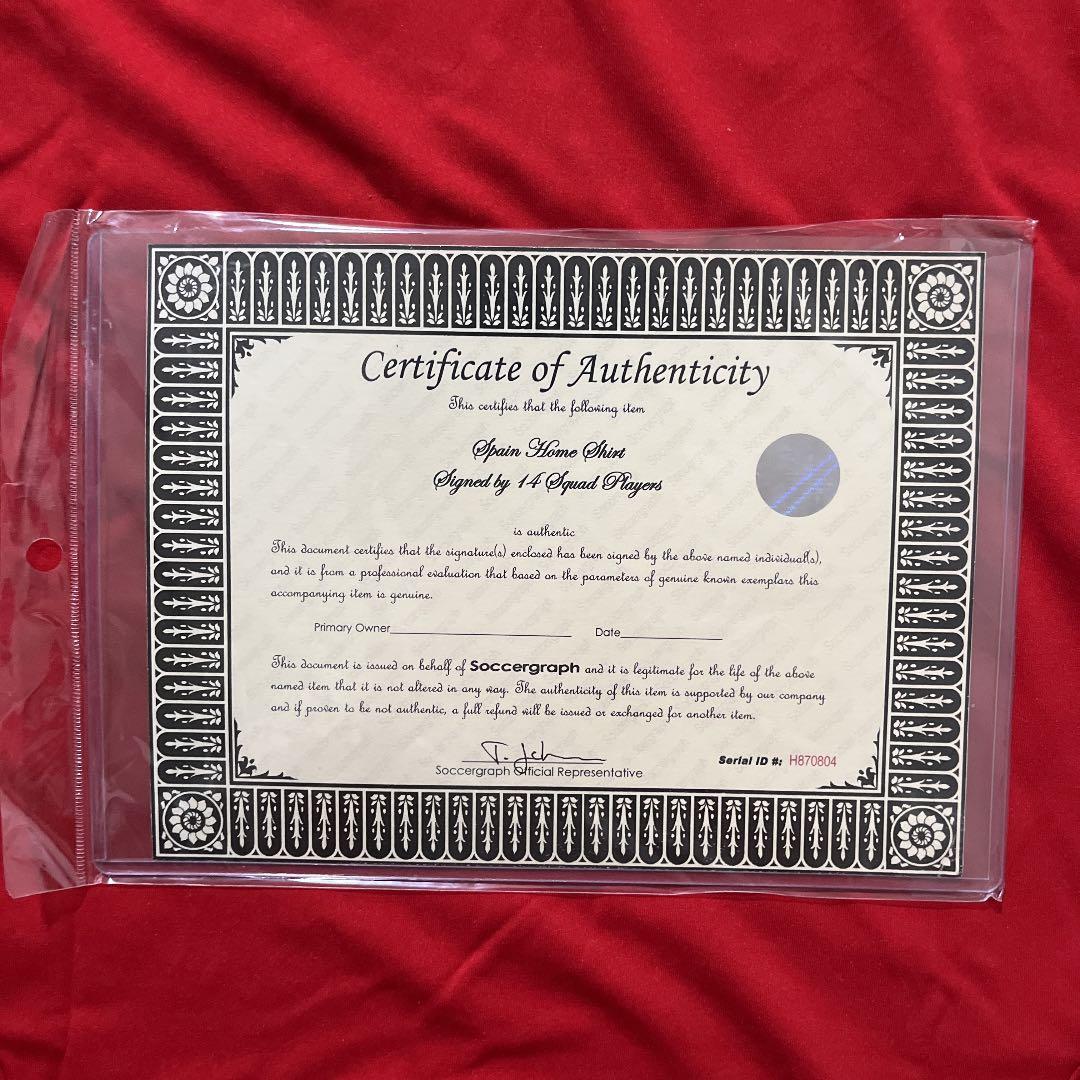 Certificate of Authenticity
This certifies that the following item
Spain Home Shirt
Signed by 14 Squad Players
is authentic
This document certifies that the signature(s) enclosed has been signed by the above named individual(s),
and it is from a professional evaluation that based on the parameters of genuine known exemplars this
accompanying item is genuine.
Primary Owner____________________ Date____________
This document is issued on behalf of Soccergraph and it is legitimate for the life of the above
named item that it is not altered in any way. The authenticity of this item is supported by our company
and if proven to be not authentic, a full refund will be issued or exchanged for another item.
Soccergraph Official Representative
Serial ID #: H870804